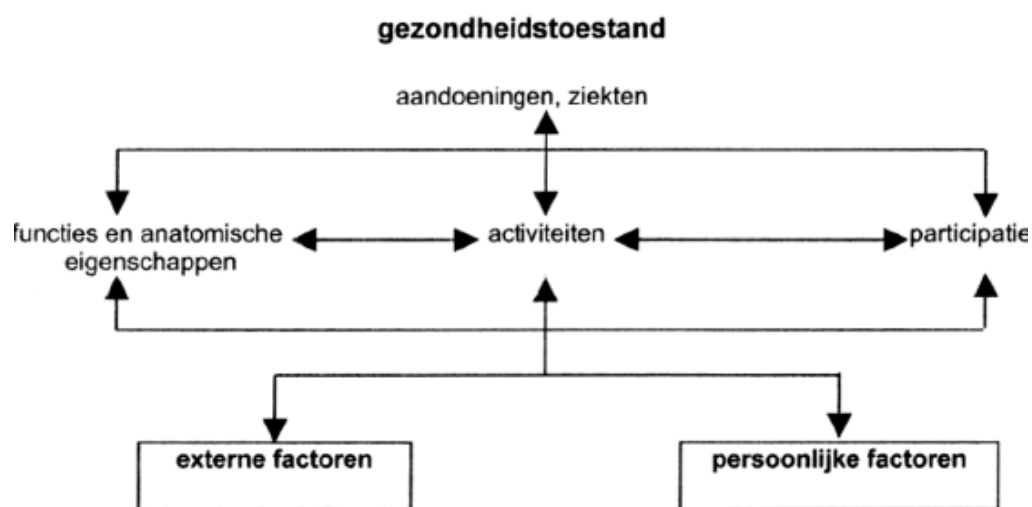 gezondheidstoestand
aandoeningen, ziekten
functies en anatomische
eigenschappen
activiteiten
participatie
externe factoren
persoonlijke factoren